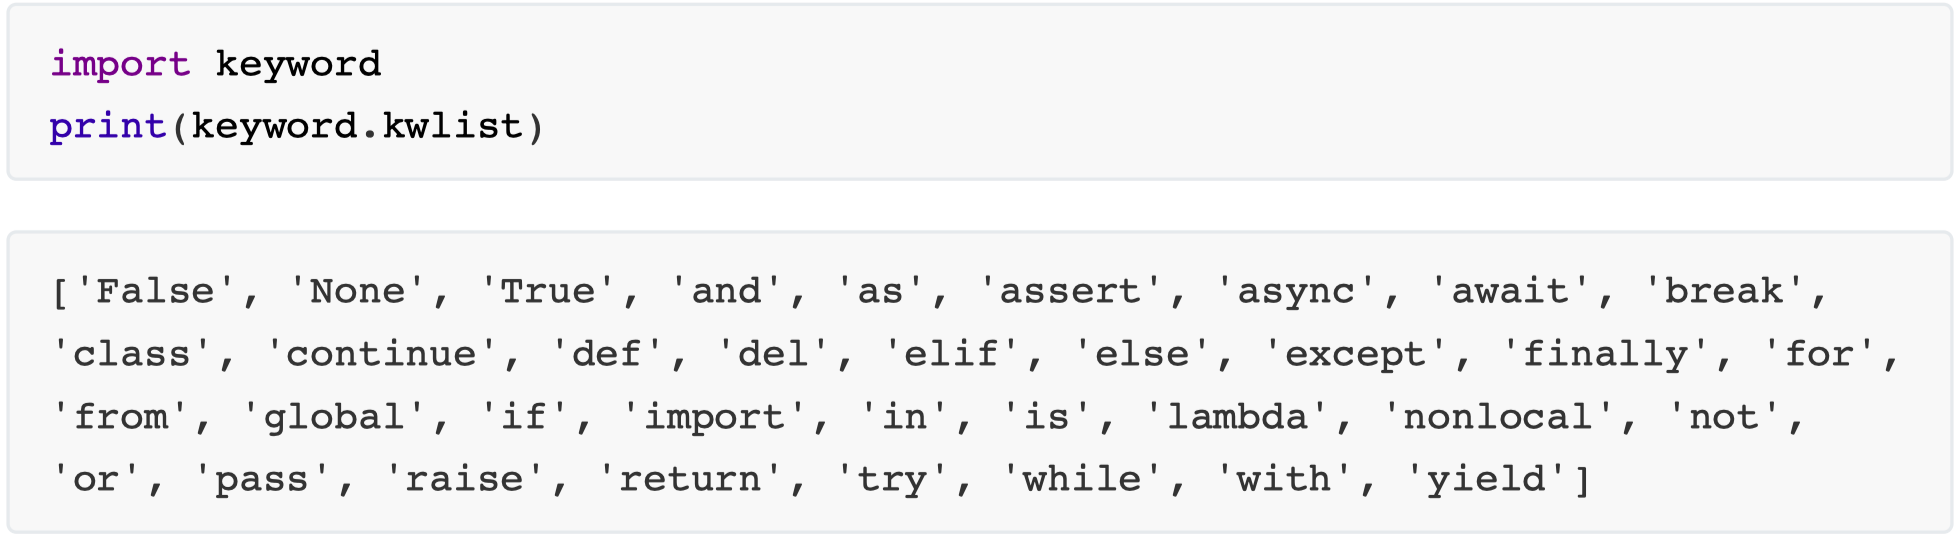 import keyword
print(keyword.kwlist)
['False', 'None', 'True', 'and', 'as', 'assert', 'async', 'await', 'break',
'class', 'continue', 'def', 'del', 'elif', 'else', 'except', 'finally', 'for',
'from', 'global', 'if', 'import', 'in', 'is', 'lambda', 'nonlocal', 'not',
'or', 'pass', 'raise', 'return', 'try', 'while', 'with', 'yield']